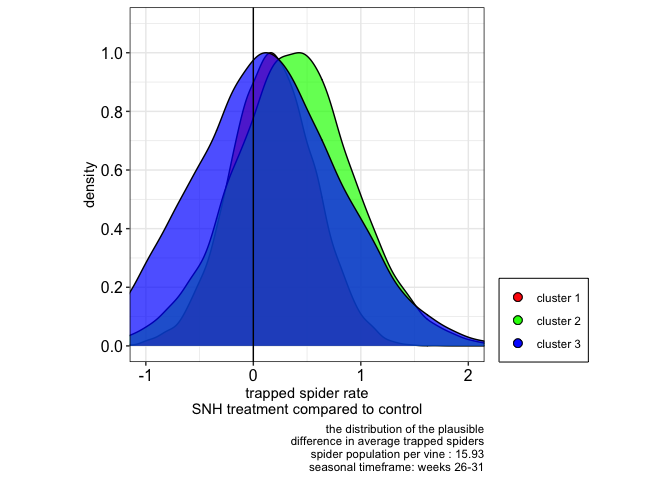 1.0
0.8
0.6
0.4
0.2
0.0
density
-1 0 1 2
trapped spider rate
SNH treatment compared to control
cluster 1
cluster 2
cluster 3
the distribution of the plausible
difference in average trapped spiders
spider population per vine : 15.93
seasonal timeframe: weeks 26-31